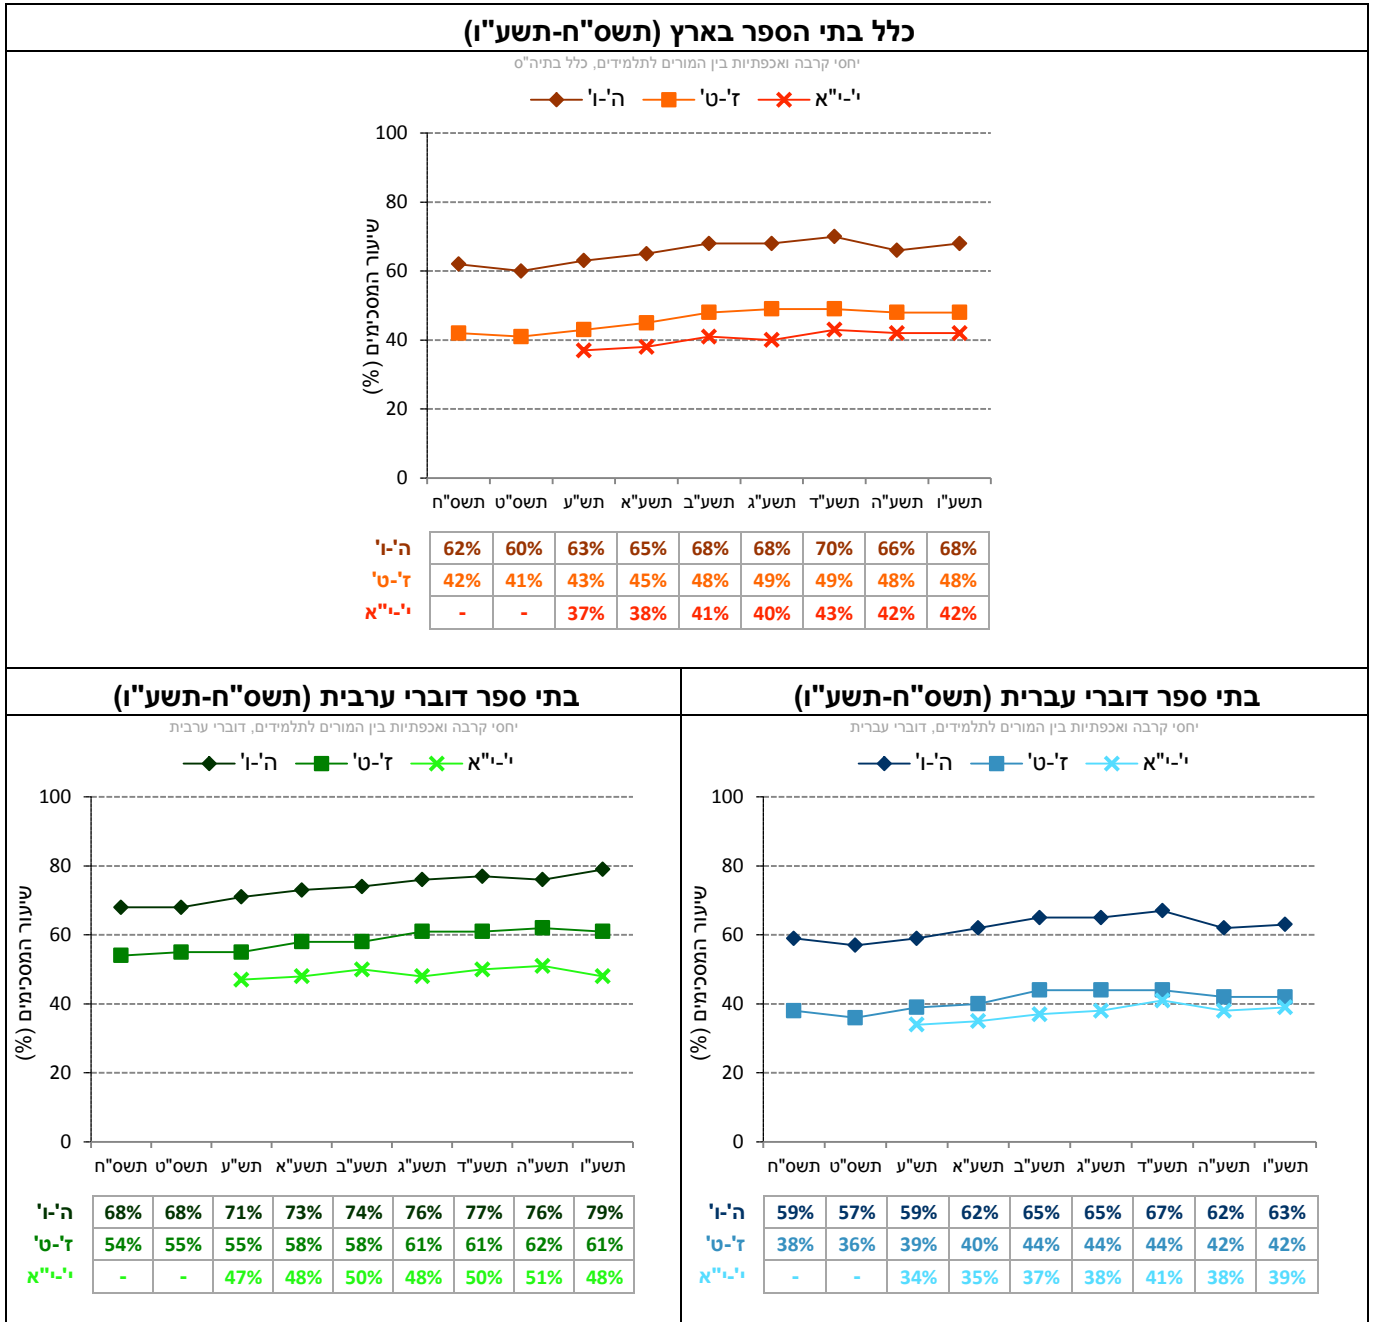 כלל בתי הספר בארץ (תשס"ח-תשע"ו)
יחסי קרבה ואכפתיות בין המורים לתלמידים, כלל בתיה"ס
ה'-ו' ז'-ט' י'-י"א
שיעור המסכימים (%)
100
80
60
40
20
0
תשס"ח תשס"ט תש"ע תשע"א תשע"ב תשע"ג תשע"ד תשע"ה תשע"ו
ה'-ו' 62% 60% 63% 65% 68% 68% 70% 66% 68%
ז'-ט' 42% 41% 43% 45% 48% 49% 49% 48% 48%
י'-י"א - - 37% 38% 41% 40% 43% 42% 42%
בתי ספר דוברי עברית (תשס"ח-תשע"ו)
יחסי קרבה ואכפתיות בין המורים לתלמידים, דוברי עברית
ה'-ו' ז'-ט' י'-י"א
שיעור המסכימים (%)
100
80
60
40
20
0
תשס"ח תשס"ט תש"ע תשע"א תשע"ב תשע"ג תשע"ד תשע"ה תשע"ו
ה'-ו' 59% 57% 59% 62% 65% 65% 67% 62% 63%
ז'-ט' 38% 36% 39% 40% 44% 44% 44% 42% 42%
י'-י"א - - 34% 35% 37% 38% 41% 38% 39%
בתי ספר דוברי ערבית (תשס"ח-תשע"ו)
יחסי קרבה ואכפתיות בין המורים לתלמידים, דוברי ערבית
ה'-ו' ז'-ט' י'-י"א
שיעור המסכימים (%)
100
80
60
40
20
0
תשס"ח תשס"ט תש"ע תשע"א תשע"ב תשע"ג תשע"ד תשע"ה תשע"ו
ה'-ו' 68% 68% 71% 73% 74% 76% 77% 76% 79%
ז'-ט' 54% 55% 55% 58% 58% 61% 61% 62% 61%
י'-י"א - - 47% 48% 50% 48% 50% 51% 48%